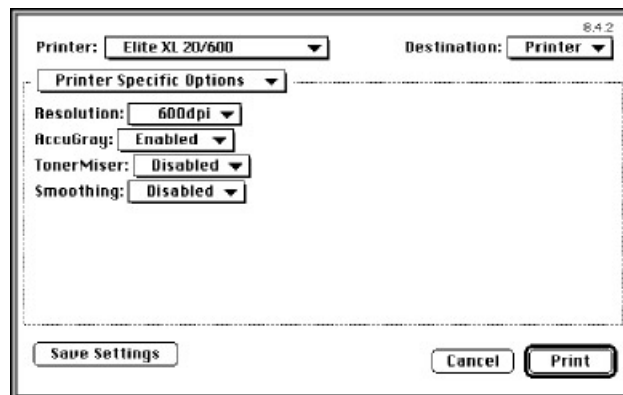 8.4.2
Printer: Elite XL 20/600 Destination: Printer
Printer Specific Options
Resolution: 600dpi
AccuGray: Enabled
TonerMiser: Disabled
Smoothing: Disabled
Save Settings Cancel Print